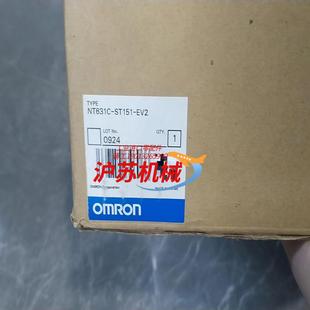 TYPE
NT631C-ST151-EV2
LOT No.
QTY.
0924
1
沪苏机械
OMRON